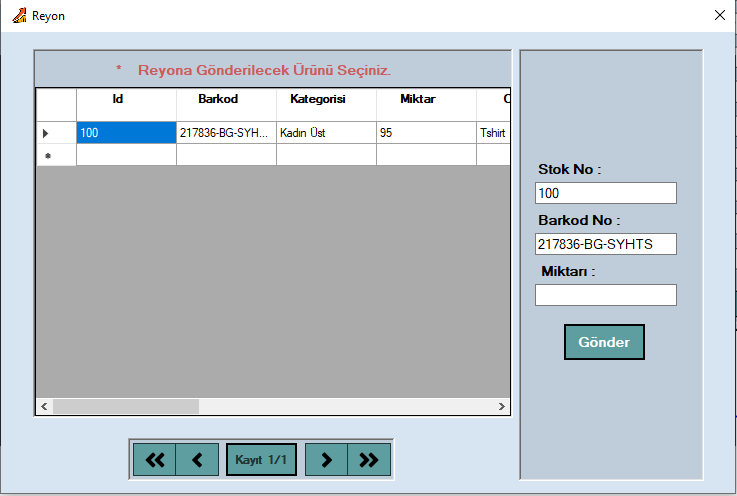 Reyon
* Reyona Gönderilecek Ürünü Seçiniz.
Id Barkod Kategorisi Miktar
100 217836-BG-SYH... Kadın Üst 95 Tshirt
Stok No :
100
Barkod No :
217836-BG-SYHTS
Miktarı :
Gönder
Kayıt 1/1